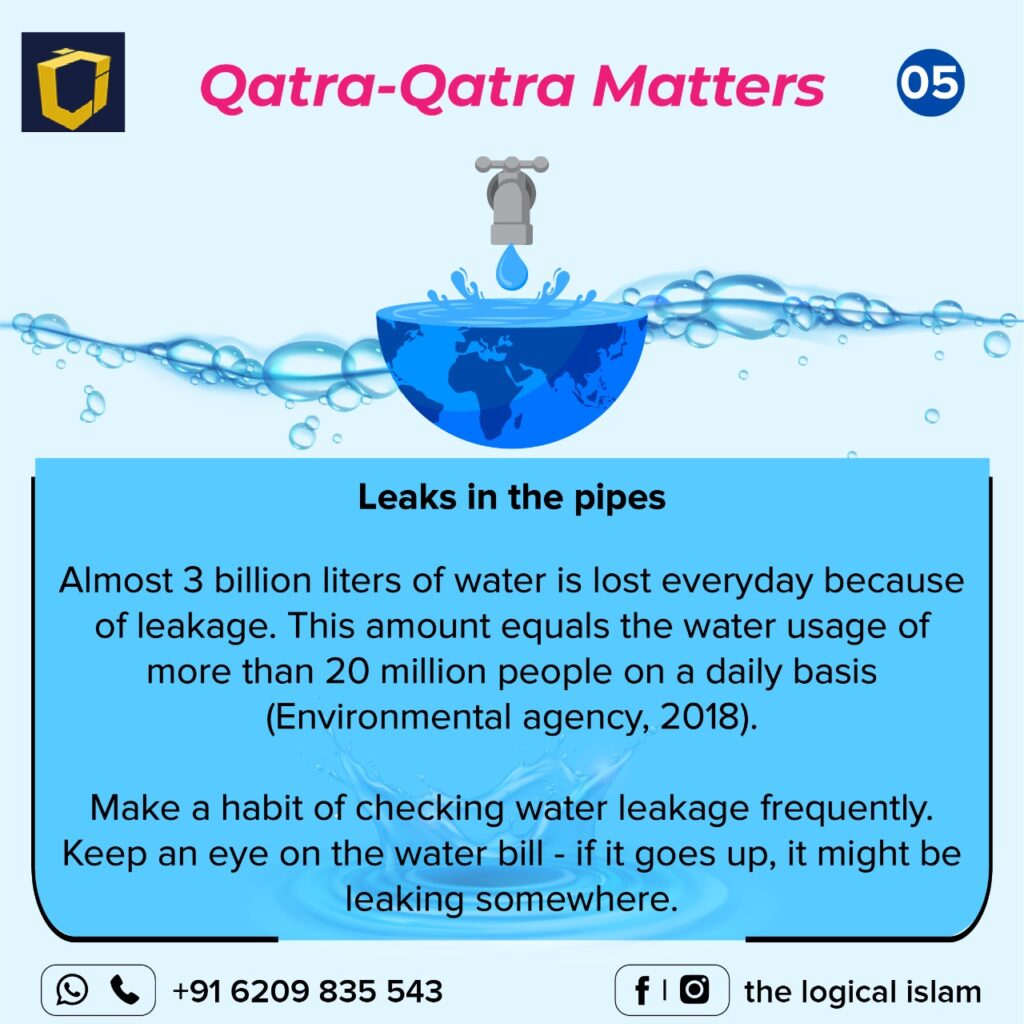 Qatra-Qatra Matters
05
Leaks in the pipes
Almost 3 billion liters of water is lost everyday because
of leakage. This amount equals the water usage of
more than 20 million people on a daily basis
(Environmental agency, 2018).
Make a habit of checking water leakage frequently.
Keep an eye on the water bill - if it goes up, it might be
leaking somewhere.
+91 6209 835 543
the logical islam